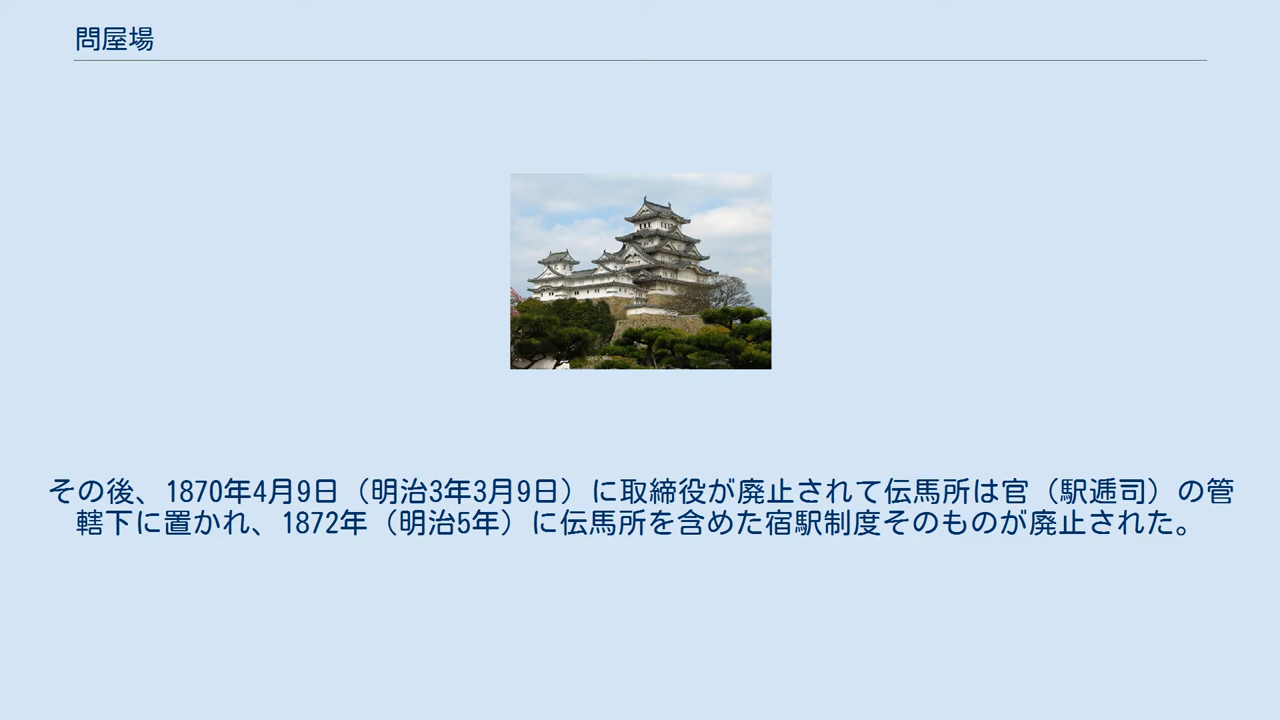 問屋場
その後、1870年4月9日（明治3年3月9日）に取締役が廃止されて伝馬所は官（駅逓司）の管
轄下に置かれ、1872年（明治5年）に伝馬所を含めた宿駅制度そのものが廃止された。